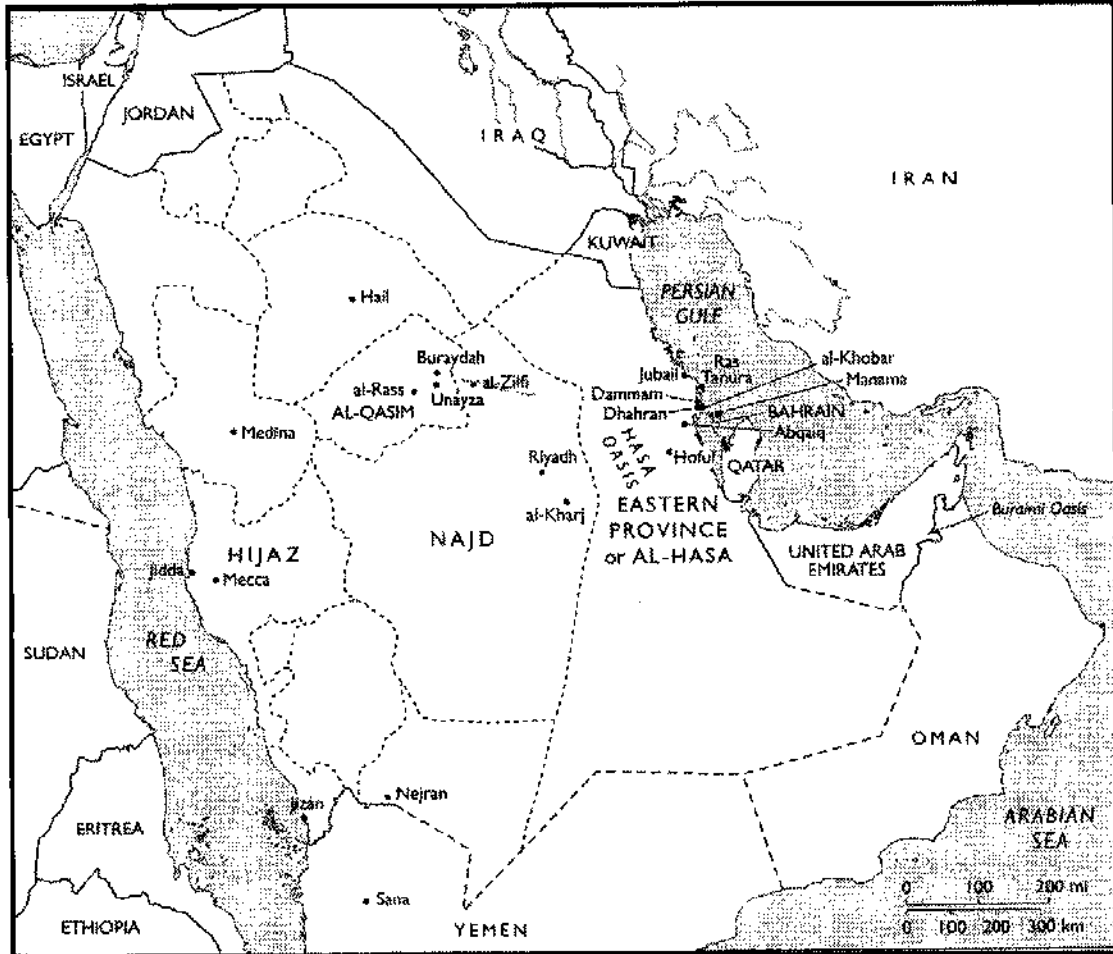 ISRAEL
JORDAN
EGYPT
IRAQ
IRAN
KUWAIT
PERSIAN
GULF
Hail
Buraydah
al-Zilfi
al-Rass
Unayza
AL-QASIM
Medina
Jubail
Ras
Tanura
al-Khobar
Manama
Dammam
Dhahran
BAHRAIN
Abqaiq
HASA
OASIS
Hofuf
QATAR
Riyadh
al-Kharj
EASTERN
PROVINCE
or AL-HASA
NAJD
HIJAZ
Jidda
Mecca
Buraimi Oasis
UNITED ARAB
EMIRATES
SUDAN
RED
SEA
OMAN
Jizan
Nejran
ERITREA
ARABIAN
SEA
Sana
YEMEN
ETHIOPIA
0 100 200 mi
0 100 200 300 km